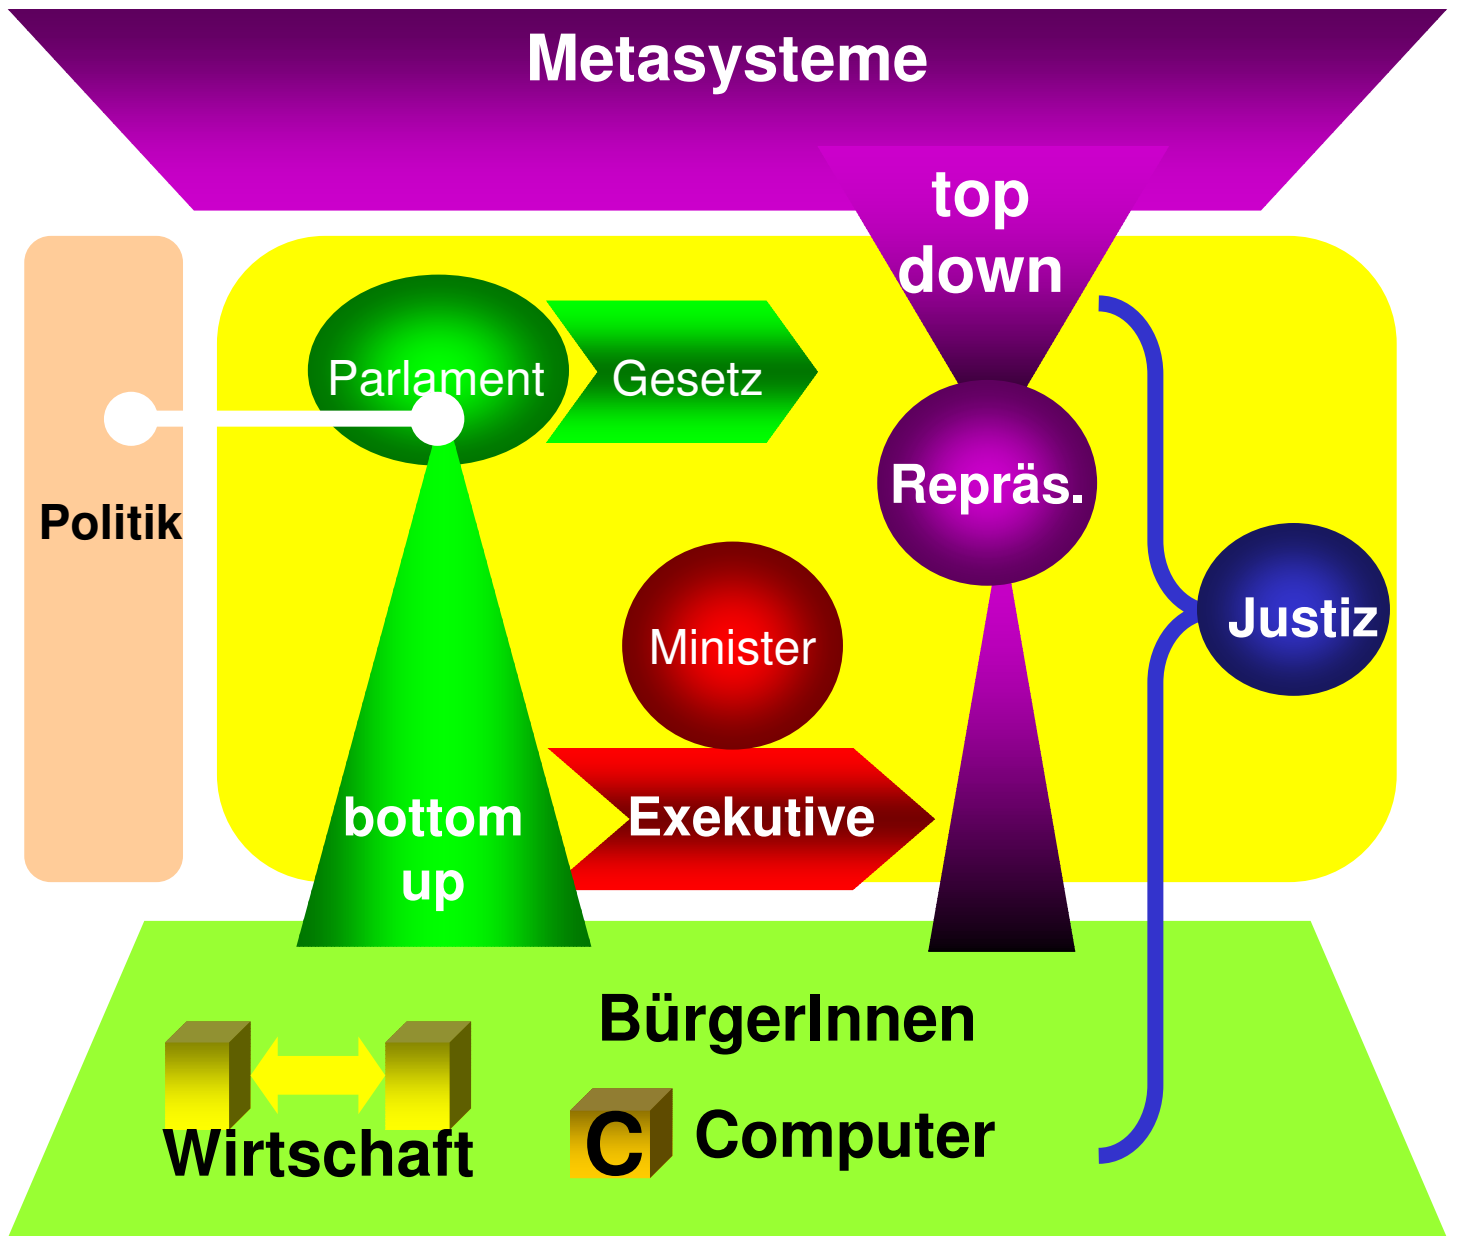 Metasysteme
top
down
Parlament
Gesetz
Repräs.
Politik
Justiz
Minister
bottom
up
Exekutive
BürgerInnen
Wirtschaft
C
Computer